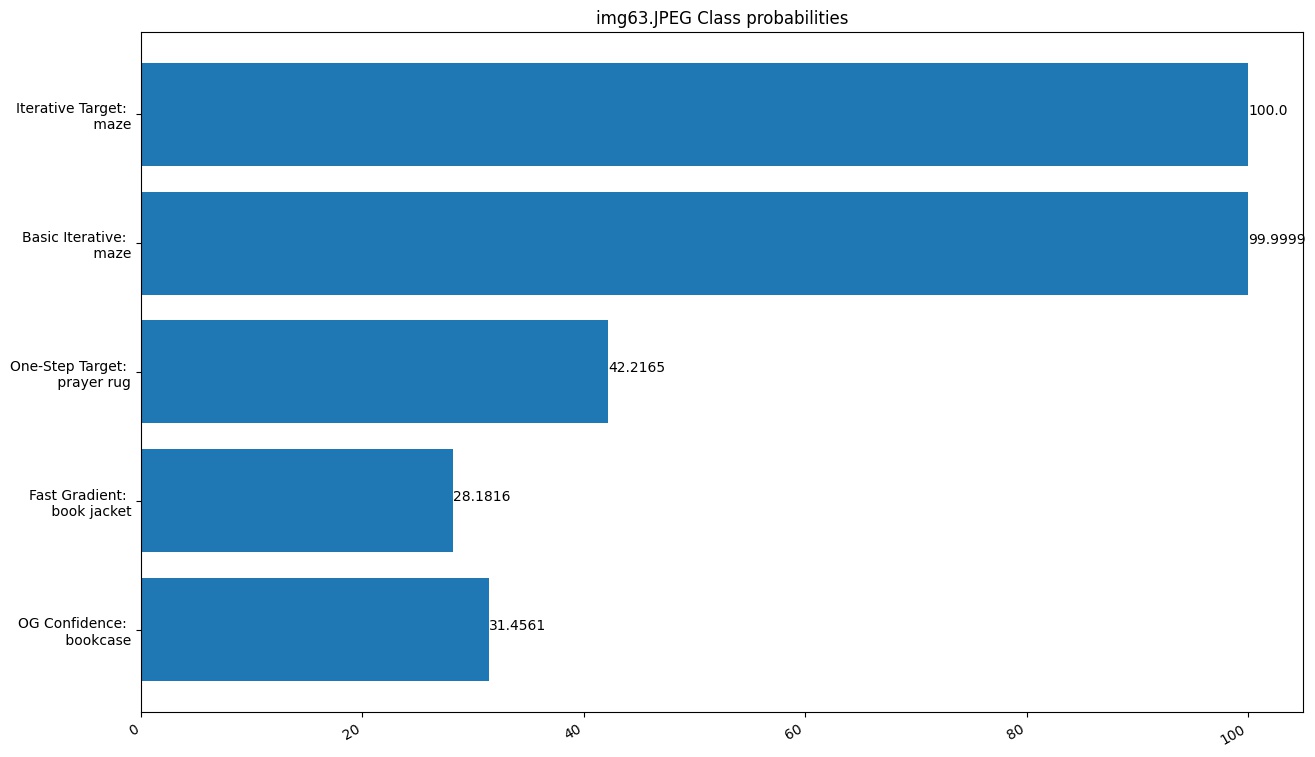 img63.JPEG Class probabilities
Iterative Target:
maze
100.0
Basic Iterative:
maze
99.9999
One-Step Target:
prayer rug
42.2165
Fast Gradient:
book jacket
28.1816
OG Confidence:
bookcase
31.4561
0
20
40
60
80
100